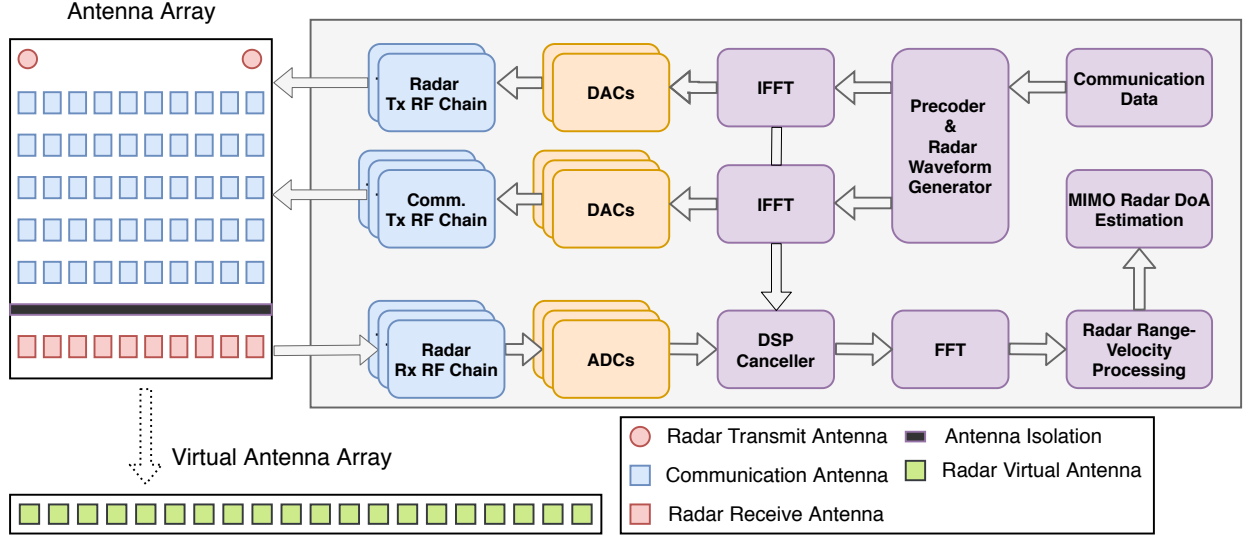 Antenna Array
Radar
Tx RF Chain
DACs
IFFT
Precoder
&
Radar
Waveform
Generator
Communication
Data
Comm.
Tx RF Chain
DACs
IFFT
MIMO Radar DoA
Estimation
Radar
Rx RF Chain
ADCs
DSP
Canceller
FFT
Radar Range-
Velocity
Processing
Virtual Antenna Array
Radar Transmit Antenna
Antenna Isolation
Communication Antenna
Radar Virtual Antenna
Radar Receive Antenna